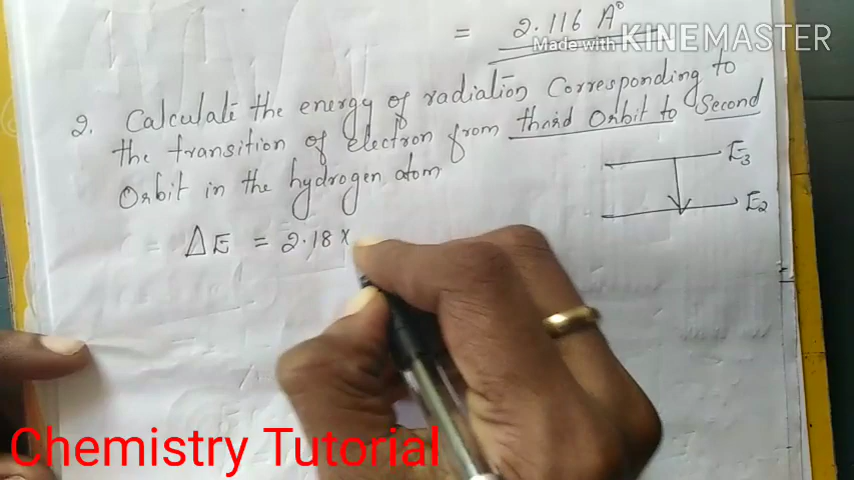 = 2.116 A°
Made with KINEMASTER
2. Calculate the energy of radiation Corresponding to
the transition of electron from third Orbit to Second
Orbit in the hydrogen atom
E3
E2
ΔE = 2.18 x
Chemistry Tutorial